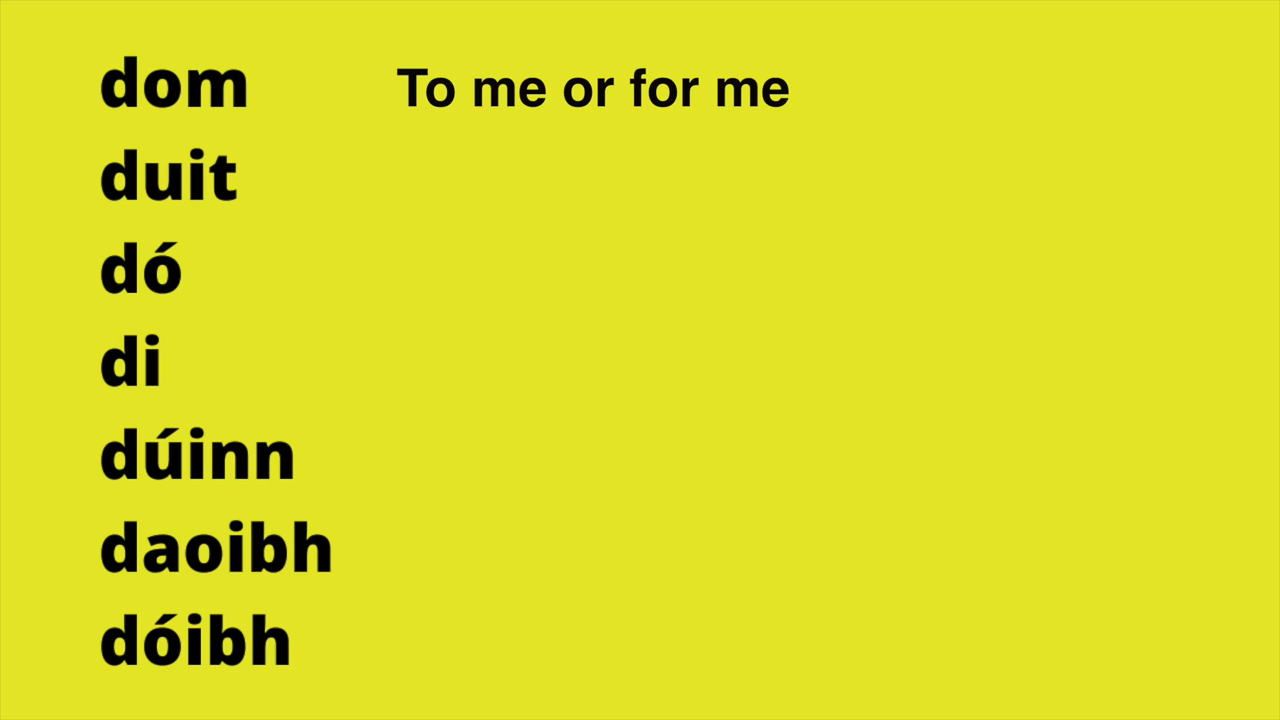 dom To me or for me
duit
dó
di
dúinn
daoibh
dóibh